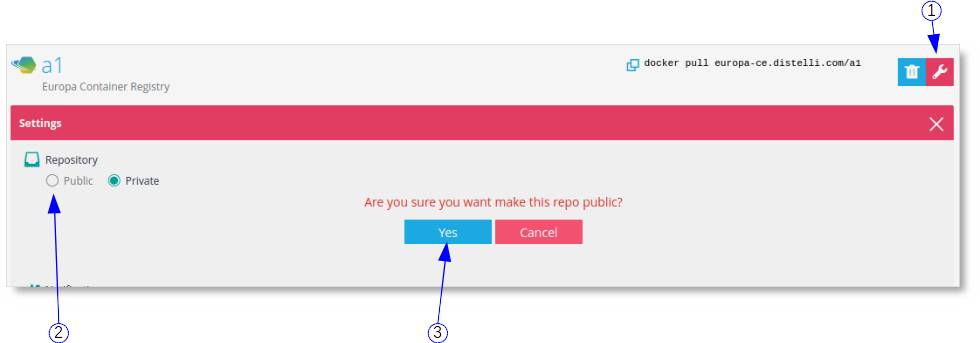 1
a1
docker pull europa-ce.distelli.com/a1
Europa Container Registry
Settings
Repository
Public Private
Are you sure you want make this repo public?
Yes Cancel
2 3